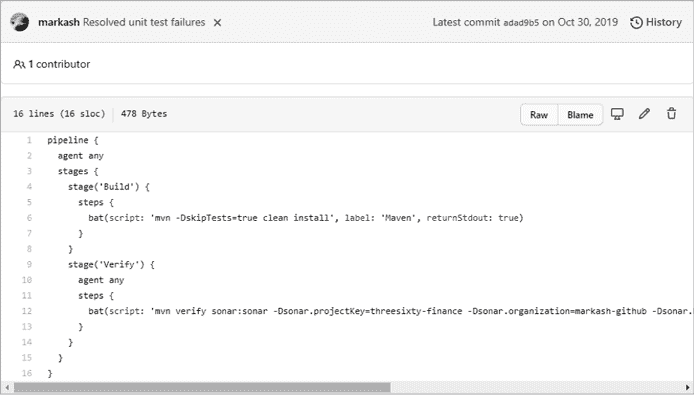 markash Resolved unit test failures ×
Latest commit adad9b5 on Oct 30, 2019 History
1 contributor
16 lines (16 sloc) 478 Bytes
Raw Blame
1 pipeline {
2 agent any
3 stages {
4 stage('Build') {
5 steps {
6 bat(script: 'mvn -DskipTests=true clean install', label: 'Maven', returnStdout: true)
7 }
8 }
9 stage('Verify') {
10 agent any
11 steps {
12 bat(script: 'mvn verify sonar:sonar -Dsonar.projectKey=threesixty-finance -Dsonar.organization=markash-github -Dsonar.
13 }
14 }
15 }
16 }